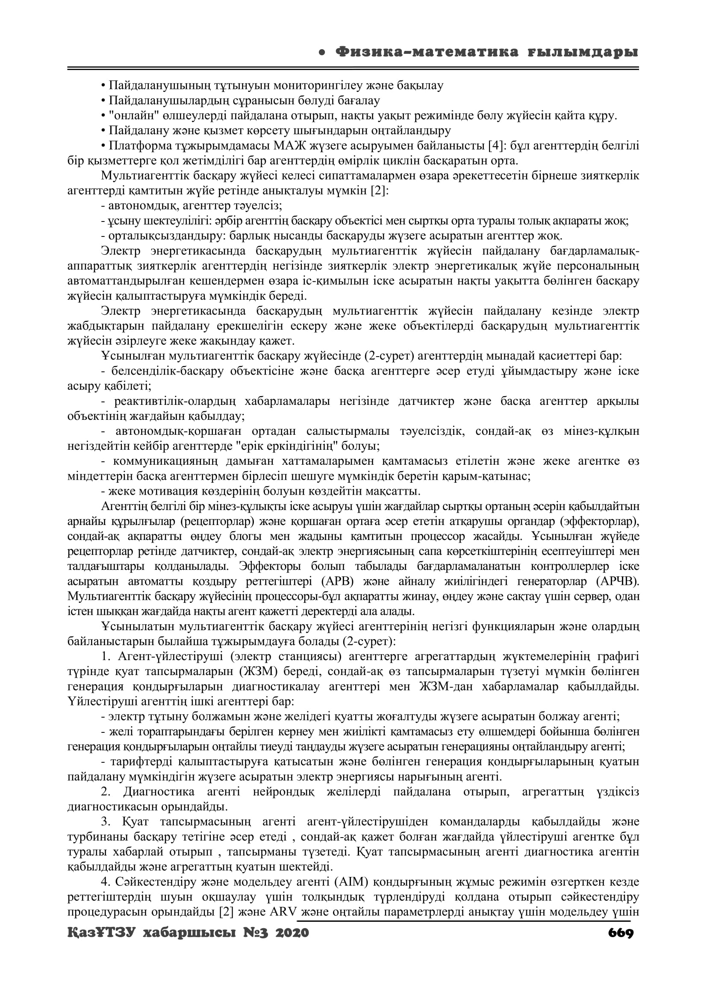 • Физика–математика ғылымдары
• Пайдаланушының тұтынуын мониторингілеу және бақылау
• Пайдаланушылардың сұранысын бөлуді бағалау
• "онлайн" өлшеулерді пайдалана отырып, нақты уақыт режимінде бөлу жүйесін қайта құру.
• Пайдалану және қызмет көрсету шығындарын оңтайландыру
• Платформа тұжырымдамасы МАЖ жүзеге асыруымен байланысты [4]: бұл агенттердің белгілі
бір қызметтерге қол жетімділігі бар агенттердің өмірлік циклін басқаратын орта.
Мультиагенттік басқару жүйесі келесі сипаттамалармен өзара әрекеттесетін бірнеше зияткерлік
агенттерді қамтитын жүйе ретінде анықталуы мүмкін [2]:
- автономдық, агенттер тәуелсіз;
- ұсыну шектеулілігі: әрбір агенттің басқару объектісі мен сыртқы орта туралы толық ақпараты жоқ;
- орталықсыздандыру: барлық нысанды басқаруды жүзеге асыратын агенттер жоқ.
Электр энергетикасында басқарудың мультиагенттік жүйесін пайдалану бағдарламалық-
аппараттық зияткерлік агенттердің негізінде зияткерлік электр энергетикалық жүйе персоналының
автоматтандырылған кешендермен өзара іс-қимылын іске асыратын нақты уақытта бөлінген басқару
жүйесін қалыптастыруға мүмкіндік береді.
Электр энергетикасында басқарудың мультиагенттік жүйесін пайдалану кезінде электр
жабдықтарын пайдалану ерекшелігін ескеру және жеке объектілерді басқарудың мультиагенттік
жүйесін әзірлеуге жеке жақындау қажет.
Ұсынылған мультиагенттік басқару жүйесінде (2-сурет) агенттердің мынадай қасиеттері бар:
- белсенділік-басқару объектісіне және басқа агенттерге әсер етуді ұйымдастыру және іске
асыру қабілеті;
- реактивтілік-олардың хабарламалары негізінде датчиктер және басқа агенттер арқылы
объектінің жағдайын қабылдау;
- автономдық-қоршаған ортадан салыстырмалы тәуелсіздік, сондай-ақ өз мінез-құлқын
негіздейтін кейбір агенттерде "ерік еркіндігінің" болуы;
- коммуникацияның дамыған хаттамаларымен қамтамасыз етілетін және жеке агентке өз
міндеттерін басқа агенттермен бірлесіп шешуге мүмкіндік беретін қарым-қатынас;
- жеке мотивация көздерінің болуын көздейтін мақсатты.
Агенттің белгілі бір мінез-құлықты іске асыруы үшін жағдайлар сыртқы ортаның әсерін қабылдайтын
арнайы құрылғылар (рецепторлар) және қоршаған ортаға әсер ететін атқарушы органдар (эффекторлар),
сондай-ақ ақпаратты өңдеу блогы мен жадыны қамтитын процессор жасайды. Ұсынылған жүйеде
рецепторлар ретінде датчиктер, сондай-ақ электр энергиясының сапа көрсеткіштерінің есептеуіштері мен
талдағыштары қолданылады. Эффекторы болып табылады бағдарламаланатын контроллерлер іске
асыратын автоматты қоздыру реттегіштері (АРВ) және айналу жиілігіндегі генераторлар (АРЧВ).
Мультиагенттік басқару жүйесінің процессоры-бұл ақпаратты жинау, өңдеу және сақтау үшін сервер, одан
істен шыққан жағдайда нақты агент қажетті деректерді ала алады.
Ұсынылатын мультиагенттік басқару жүйесі агенттерінің негізгі функцияларын және олардың
байланыстарын былайша тұжырымдауға болады (2-сурет):
1. Агент-үйлестіруші (электр станциясы) агенттерге агрегаттардың жүктемелерінің графигі
түрінде қуат тапсырмаларын (ЖЗМ) береді, сондай-ақ өз тапсырмаларын түзетуі мүмкін бөлінген
генерация қондырғыларын диагностикалау агенттері мен ЖЗМ-дан хабарламалар қабылдайды.
Үйлестіруші агенттің ішкі агенттері бар:
- электр тұтыну болжамын және желідегі қуатты жоғалтуды жүзеге асыратын болжау агенті;
- желі тораптарындағы берілген кернеу мен жиілікті қамтамасыз ету өлшемдері бойынша бөлінген
генерация қондырғыларын оңтайлы тиеуді таңдауды жүзеге асыратын генерацияны оңтайландыру агенті;
- тарифтерді қалыптастыруға қатысатын және бөлінген генерация қондырғыларының қуатын
пайдалану мүмкіндігін жүзеге асыратын электр энергиясы нарығының агенті.
2. Диагностика агенті нейрондық желілерді пайдалана отырып, агрегаттың үздіксіз
диагностикасын орындайды.
3. Қуат тапсырмасының агенті агент-үйлестірушіден командаларды қабылдайды және
турбинаны басқару тетігіне әсер етеді , сондай-ақ қажет болған жағдайда үйлестіруші агентке бұл
туралы хабарлай отырып , тапсырманы түзетеді. Қуат тапсырмасының агенті диагностика агентін
қабылдайды және агрегаттың қуатын шектейді.
4. Сәйкестендіру және модельдеу агенті (AIM) қондырғының жұмыс режимін өзгерткен кезде
реттегіштердің шуын оқшаулау үшін толқындық түрлендіруді қолдана отырып сәйкестендіру
процедурасын орындайды [2] және ARV және оңтайлы параметрлерді анықтау үшін модельдеу үшін
ҚазҰТЗУ хабаршысы №3 2020
669